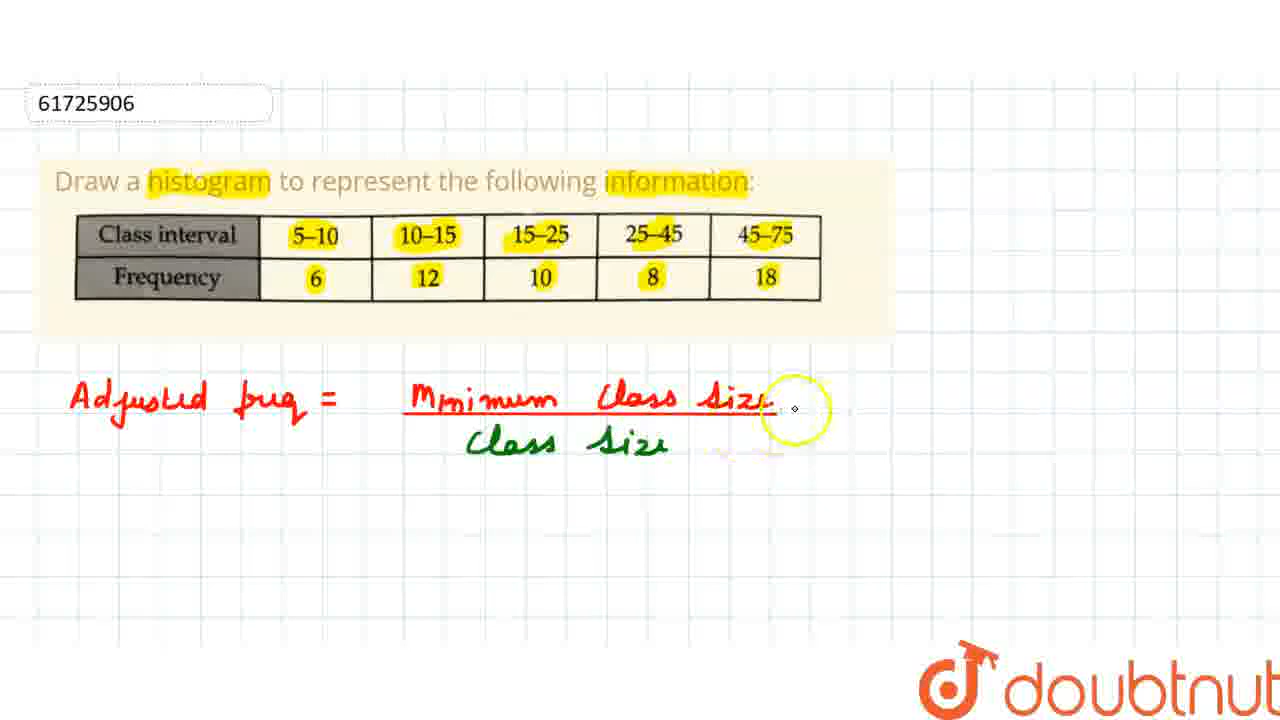 61725906
Draw a histogram to represent the following information:
Class interval 5–10 10–15 15–25 25–45 45–75
Frequency 6 12 10 8 18
Adjusted freq = Minimum Class Size
Class Size
doubtnut